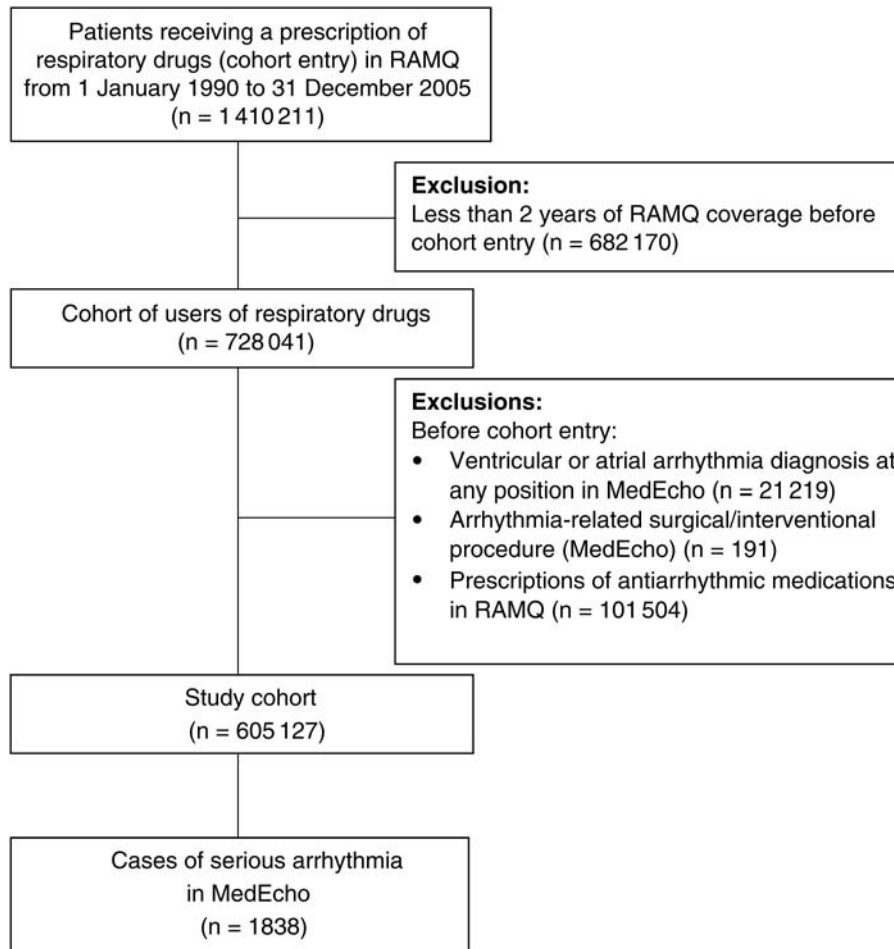 Patients receiving a prescription of
respiratory drugs (cohort entry) in RAMQ
from 1 January 1990 to 31 December 2005
(n = 1 410 211)
Exclusion:
Less than 2 years of RAMQ coverage before
cohort entry (n = 682 170)
Cohort of users of respiratory drugs
(n = 728 041)
Exclusions:
Before cohort entry:
• Ventricular or atrial arrhythmia diagnosis at
any position in MedEcho (n = 21 219)
• Arrhythmia-related surgical/interventional
procedure (MedEcho) (n = 191)
• Prescriptions of antiarrhythmic medications
in RAMQ (n = 101 504)
Study cohort
(n = 605 127)
Cases of serious arrhythmia
in MedEcho
(n = 1838)